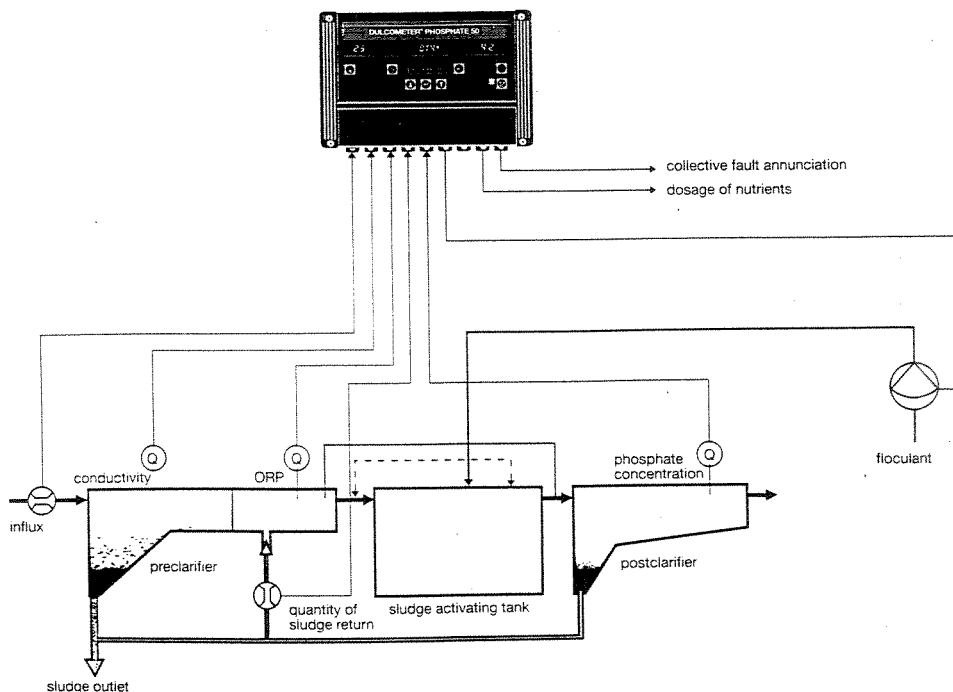 DULCOMETER® PHOSPHATE 50
collective fault annunciation
dosage of nutrients
Q
Q
Q
conductivity
ORP
phosphate
concentration
floculant
influx
preclarifier
quantity of
sludge return
sludge activating tank
postclarifier
sludge outlet